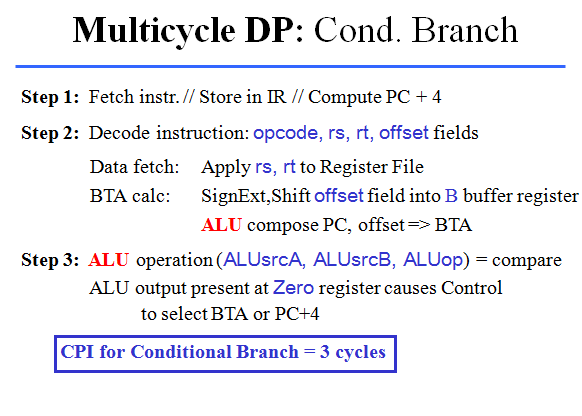 Multicycle DP: Cond. Branch
Step 1: Fetch instr. // Store in IR // Compute PC + 4
Step 2: Decode instruction: opcode, rs, rt, offset fields
Data fetch: Apply rs, rt to Register File
BTA calc: SignExt,Shift offset field into B buffer register
ALU compose PC, offset => BTA
Step 3: ALU operation (ALUsrcA, ALUsrcB, ALUop) = compare
ALU output present at Zero register causes Control
to select BTA or PC+4
CPI for Conditional Branch = 3 cycles